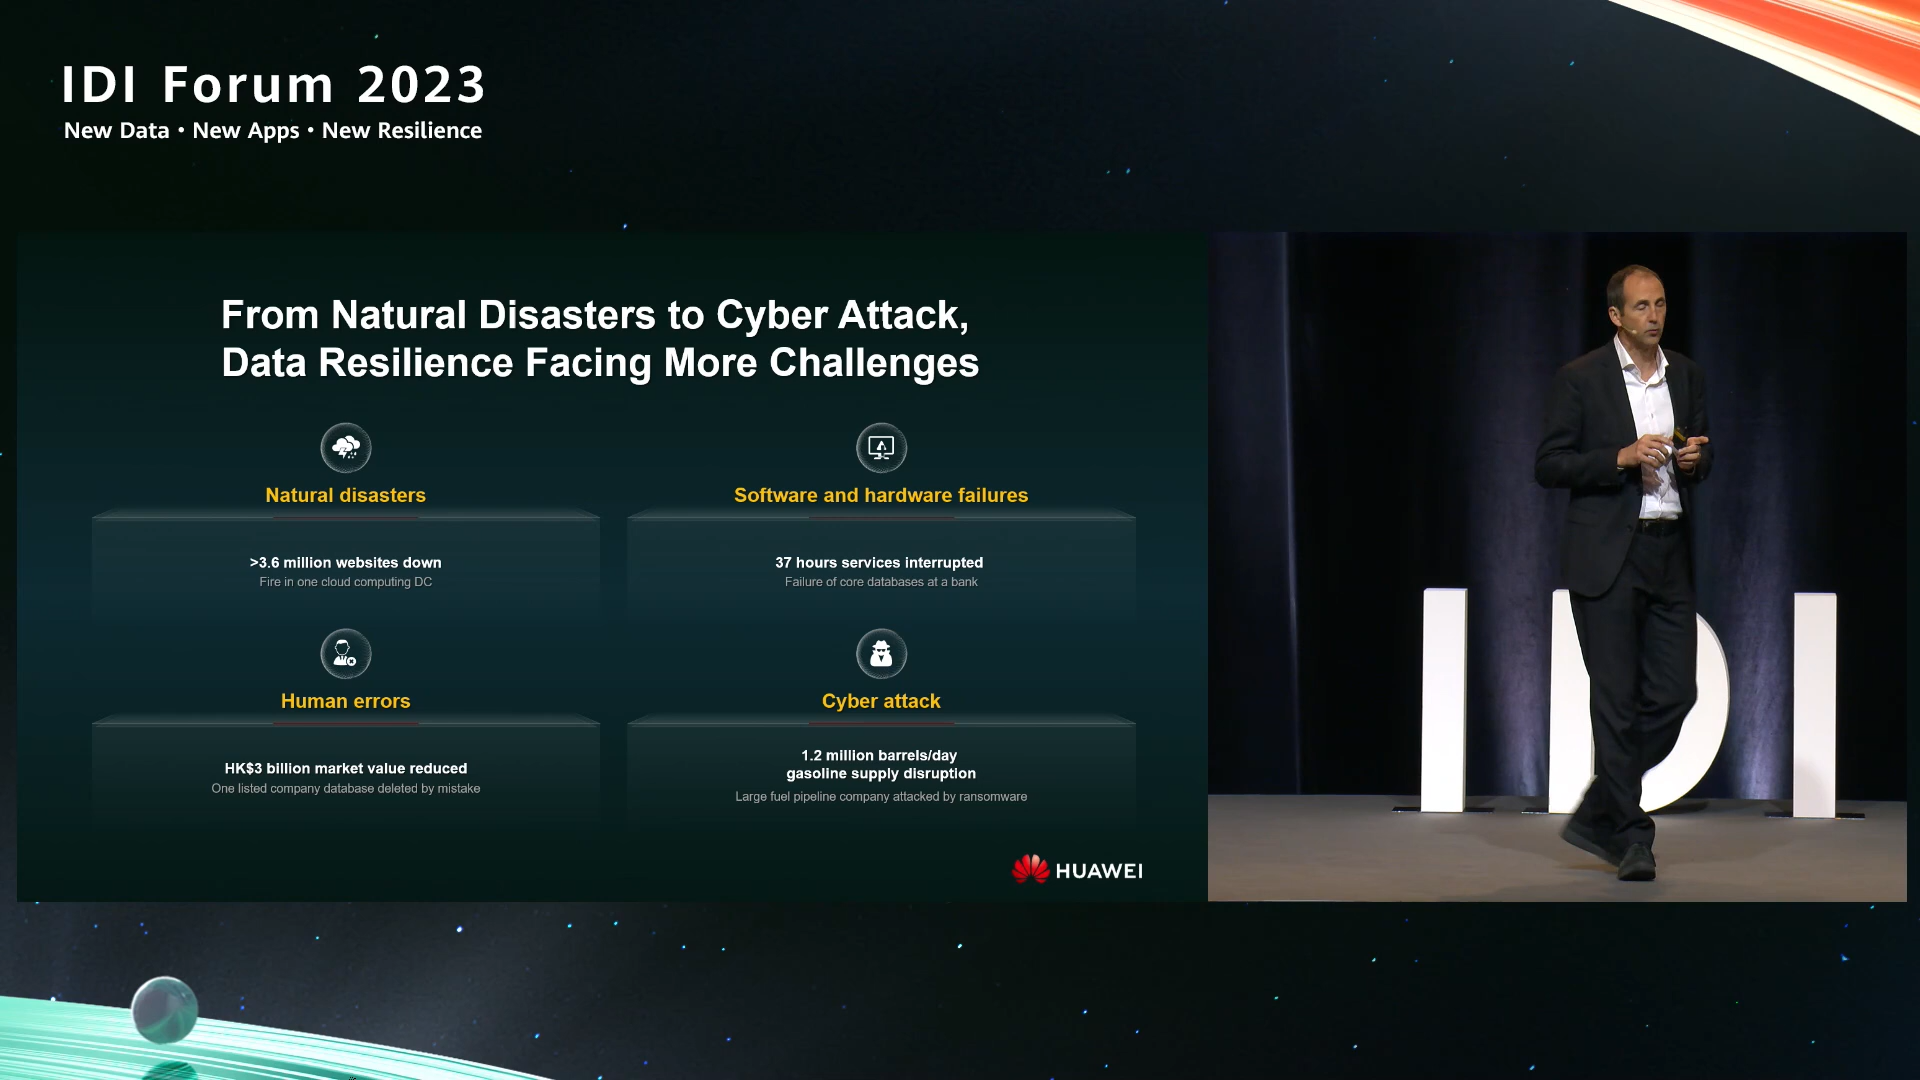 IDI Forum 2023
New Data • New Apps • New Resilience
From Natural Disasters to Cyber Attack,
Data Resilience Facing More Challenges
Natural disasters
>3.6 million websites down
Fire in one cloud computing DC
Software and hardware failures
37 hours services interrupted
Failure of core databases at a bank
Human errors
HK$3 billion market value reduced
One listed company database deleted by mistake
Cyber attack
1.2 million barrels/day
gasoline supply disruption
Large fuel pipeline company attacked by ransomware
HUAWEI
IDI